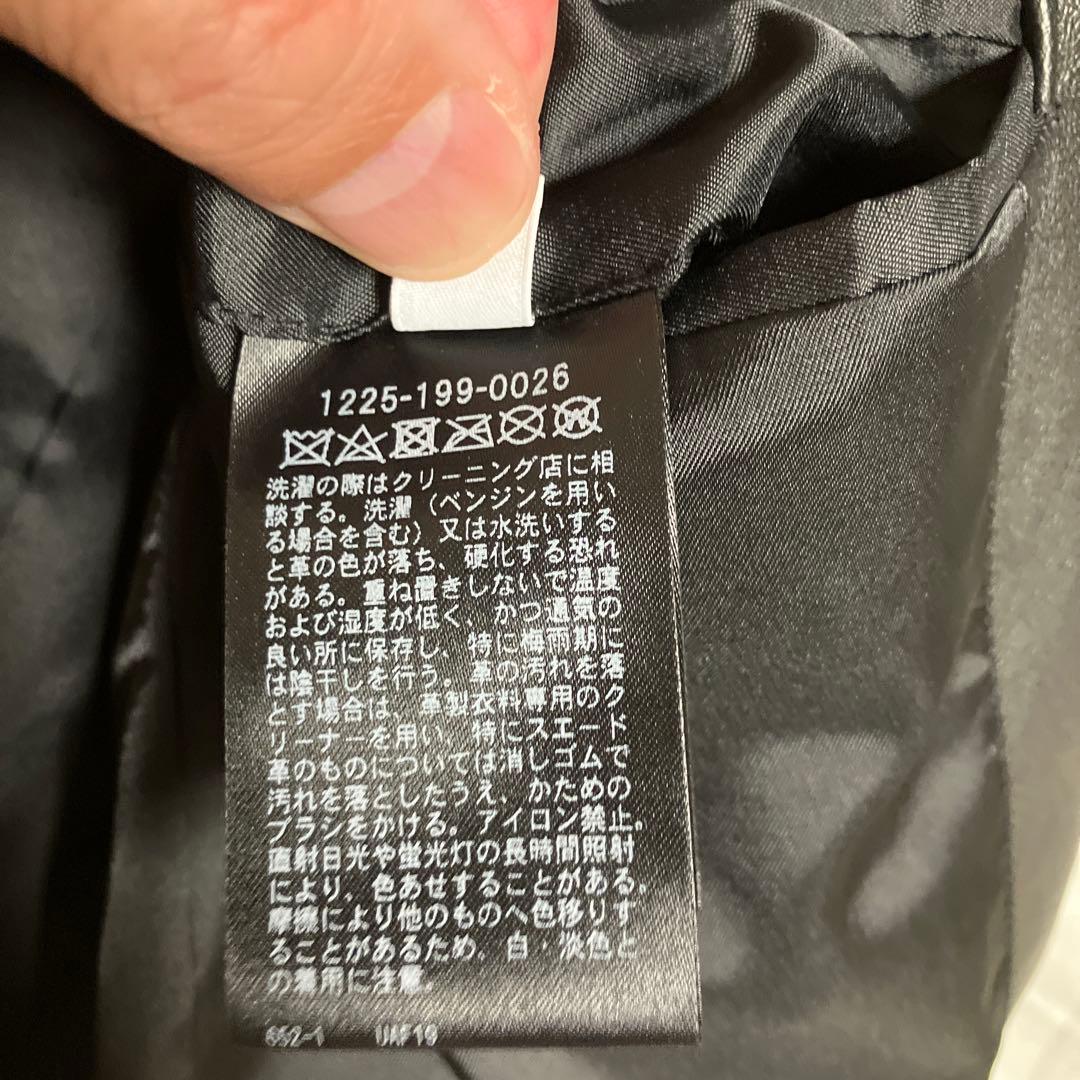 1225-199-0026
洗濯の際はクリーニング店に相
談する。洗濯（ベンジンを用い
る場合を含む）又は水洗いする
と革の色が落ち、硬化する恐れ
がある。重ね置きしないで温度
および湿度が低く、かつ通気の
良い所に保存し、特に梅雨期に
は陰干しを行う。革の汚れを落
とす場合は、革製衣料専用のク
リーナーを用い、特にスエード
革のものについては消しゴムで
汚れを落としたうえ、かための
ブラシをかける。アイロン禁止。
直射日光や蛍光灯の長時間照射
により、色あせすることがある。
摩擦により他のものへ色移りす
ることがあるため、白・淡色と
の着用に注意。
652-1 UAF19